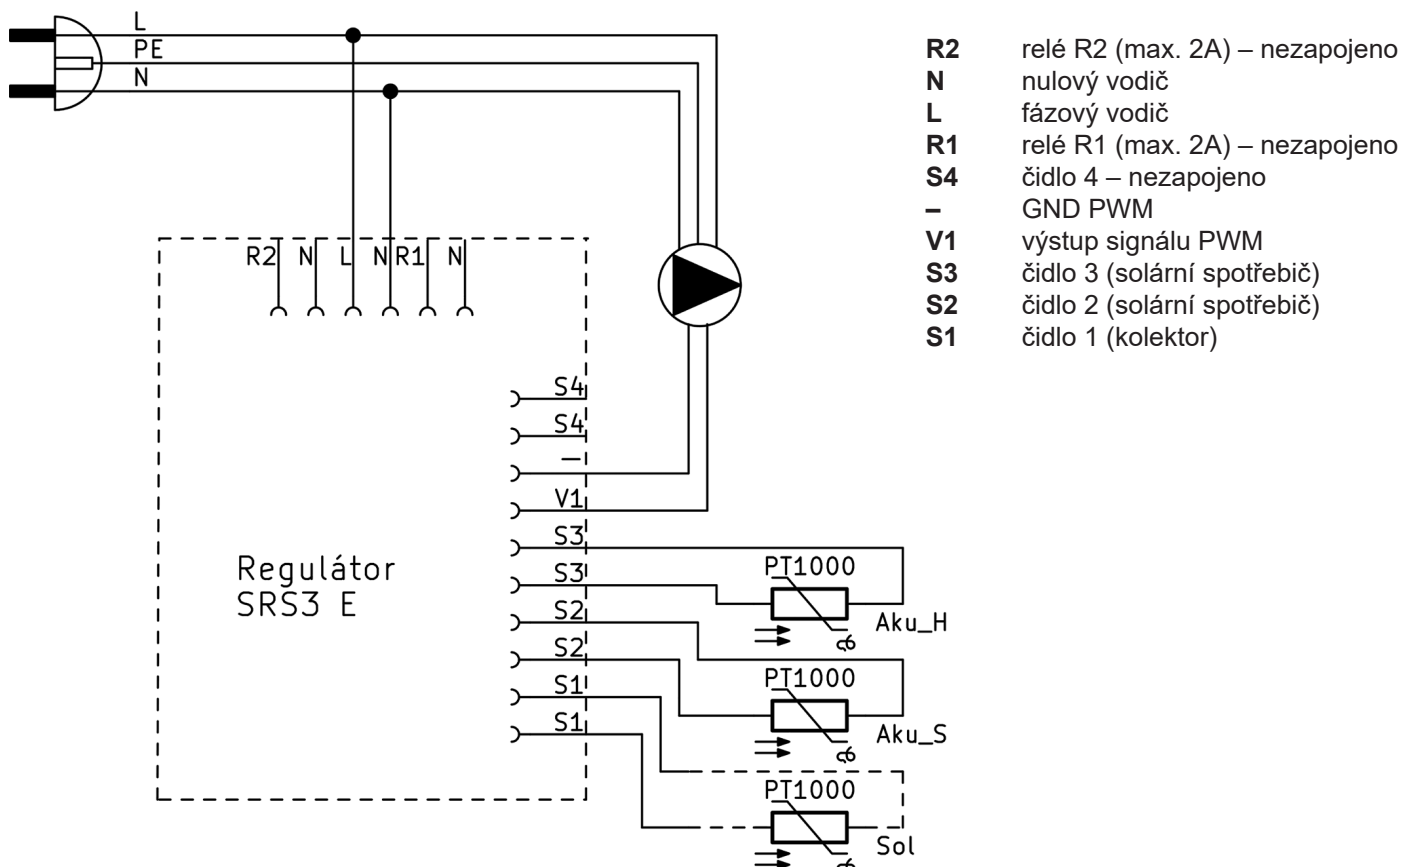 L
PE
N
R2 N L N R1 N
S4
S4
–
V1
S3
S3
S2
S2
S1
S1
Regulátor
SRS3 E
PT1000
Aku_H
PT1000
Aku_S
PT1000
Sol
R2 relé R2 (max. 2A) – nezapojeno
N nulový vodič
L fázový vodič
R1 relé R1 (max. 2A) – nezapojeno
S4 čidlo 4 – nezapojeno
– GND PWM
V1 výstup signálu PWM
S3 čidlo 3 (solární spotřebič)
S2 čidlo 2 (solární spotřebič)
S1 čidlo 1 (kolektor)